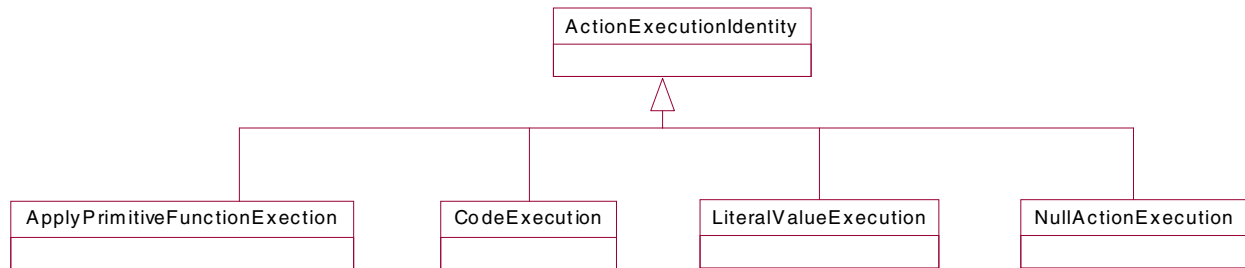 ActionExecutionIdentity
ApplyPrimitiveFunctionExection
CodeExecution
LiteralValueExecution
NullActionExecution